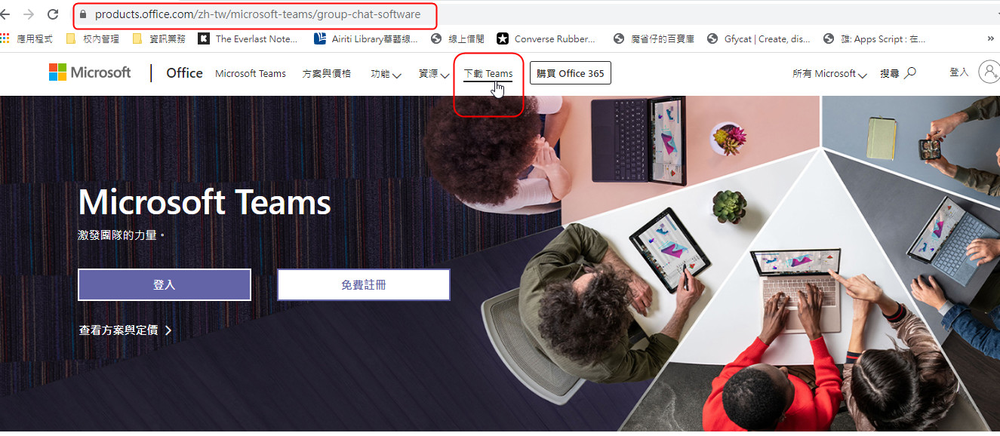 products.office.com/zh-tw/microsoft-teams/group-chat-software
應用程式 校內管理 資訊業務 The Everlast Note... Airiti Library華藝線... 線上借閱 Converse Rubber... 魔省仔的百寶庫 Gfycat | Create, dis... 誰: Apps Script : 在... »
Microsoft Office Microsoft Teams 方案與價格 功能 資源 下載 Teams 購買 Office 365 所有 Microsoft 搜尋 登入
Microsoft Teams
激發團隊的力量。
登入 免費註冊
查看方案與定價